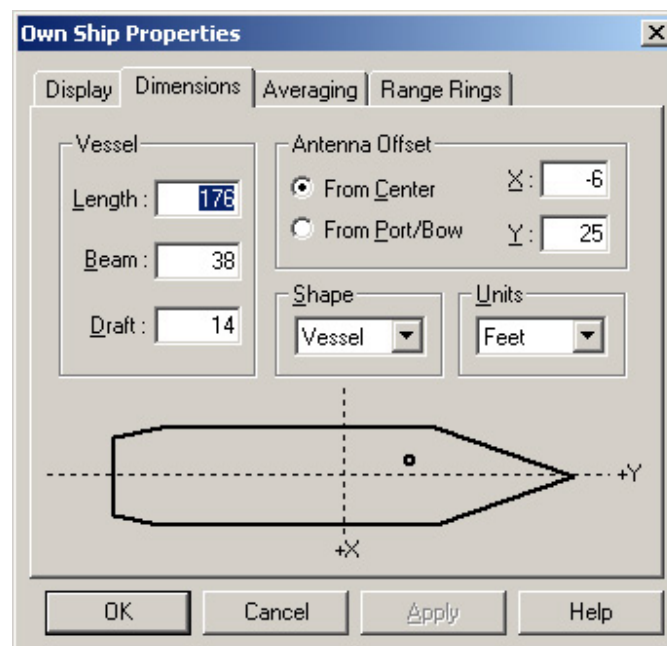 Own Ship Properties
Display Dimensions Averaging Range Rings
Vessel
Length : 176
Beam : 38
Draft : 14
Antenna Offset
From Center
From Port/Bow
X : -6
Y : 25
Shape
Vessel
Units
Feet
+Y
+X
OK Cancel Apply Help